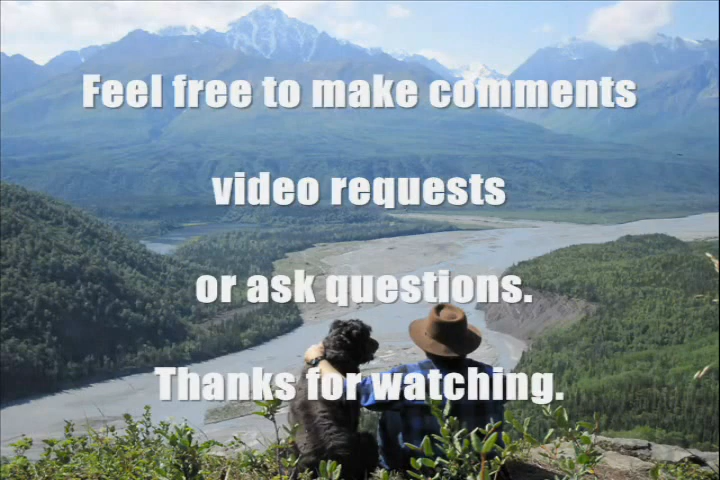 Feel free to make comments
video requests
or ask questions.
Thanks for watching.